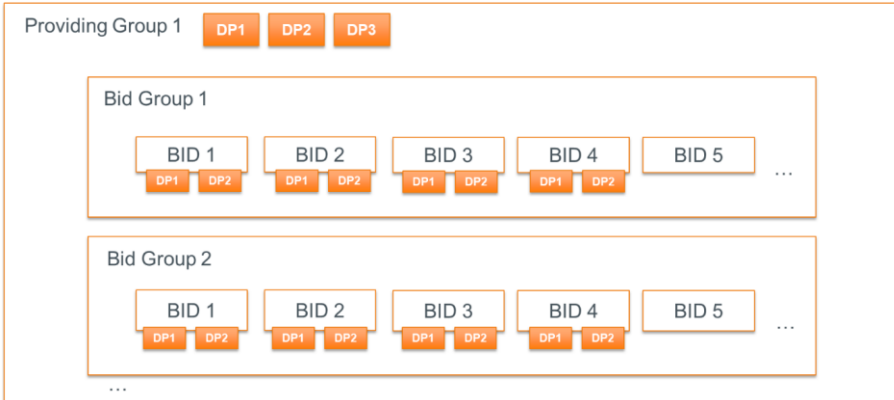 Providing Group 1 DP1 DP2 DP3
Bid Group 1
BID 1 BID 2 BID 3 BID 4 BID 5 ...
DP1 DP2 DP1 DP2 DP1 DP2 DP1 DP2
Bid Group 2
BID 1 BID 2 BID 3 BID 4 BID 5 ...
DP1 DP2 DP1 DP2 DP1 DP2 DP1 DP2
...